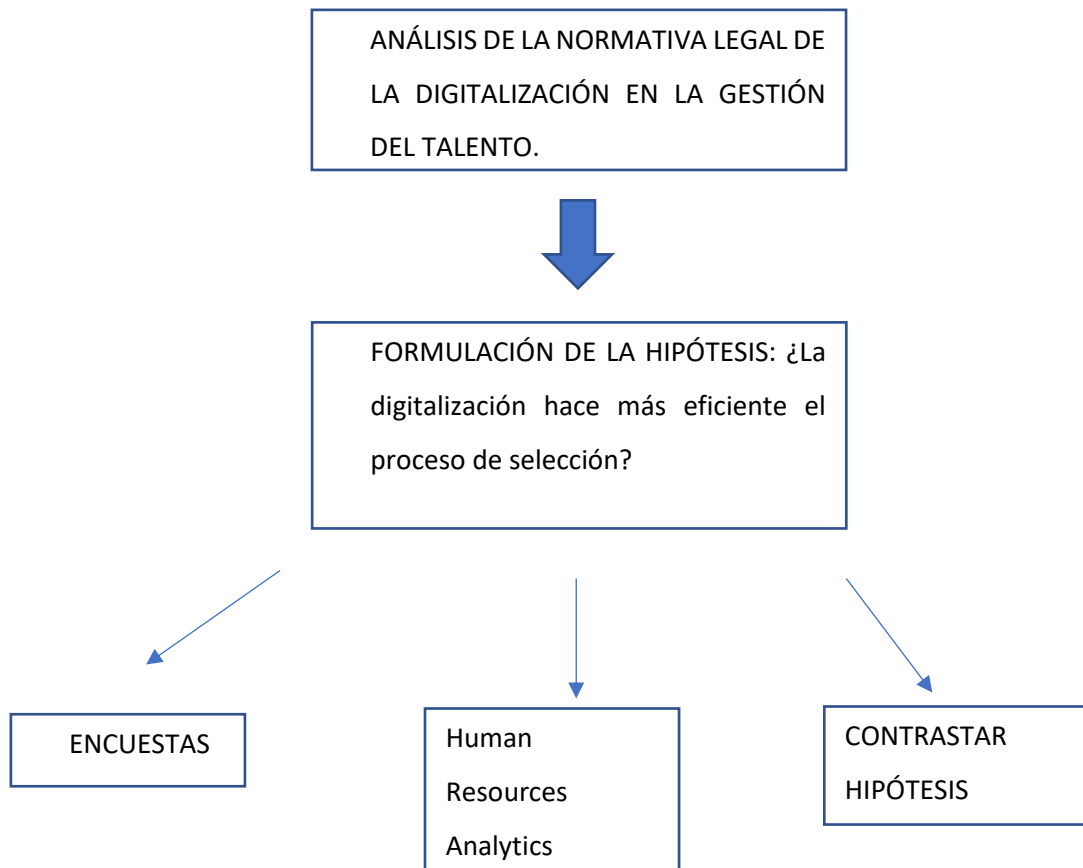 ANÁLISIS DE LA NORMATIVA LEGAL DE
LA DIGITALIZACIÓN EN LA GESTIÓN
DEL TALENTO.
FORMULACIÓN DE LA HIPÓTESIS: ¿La
digitalización hace más eficiente el
proceso de selección?
ENCUESTAS
Human
Resources
Analytics
CONTRASTAR
HIPÓTESIS